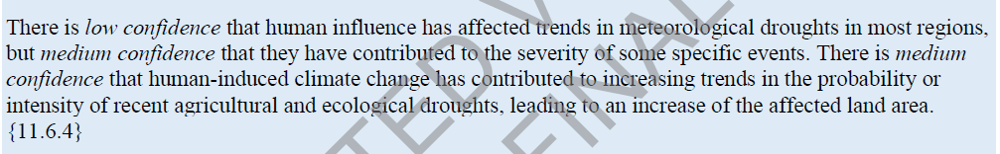 There is low confidence that human influence has affected trends in meteorological droughts in most regions,
but medium confidence that they have contributed to the severity of some specific events. There is medium
confidence that human-induced climate change has contributed to increasing trends in the probability or
intensity of recent agricultural and ecological droughts, leading to an increase of the affected land area.
{11.6.4}
TED V
FINAL